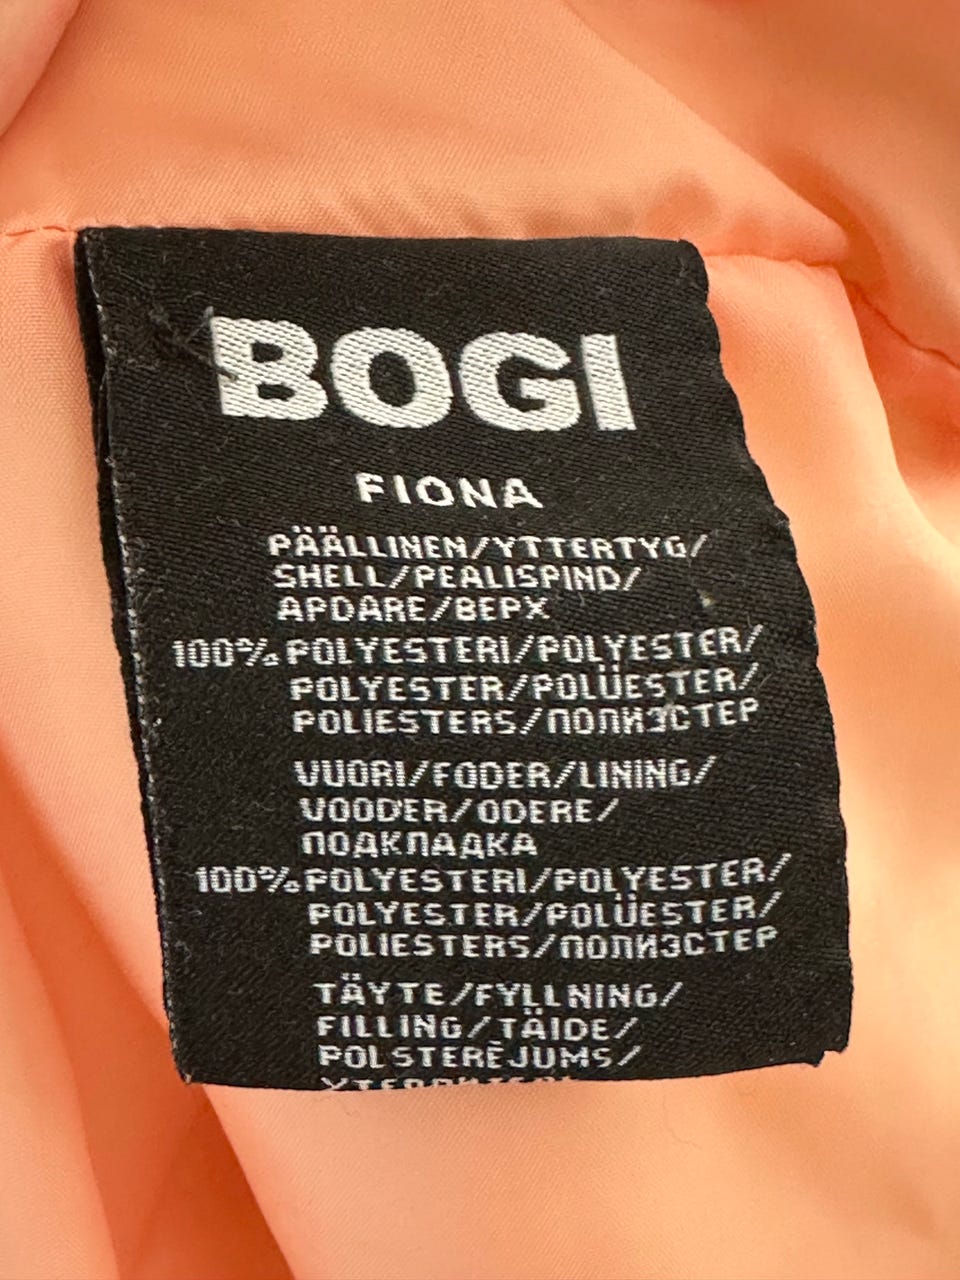 BOGI
FIONA
PÄÄLLINEN/YTTERTYG/
SHELL/PEALISPIND/
APDARE/ВЕРХ
100% POLYESTERI/POLYESTER/
POLYESTER/POLÜESTER/
POLIESTERS/ПОЛИЭСТЕР
VUORI/FODER/LINING/
VOODER/ODERE/
ПОДКЛАДКА
100% POLYESTERI/POLYESTER/
POLYESTER/POLÜESTER/
POLIESTERS/ПОЛИЭСТЕР
TÄYTE/FYLLNING/
FILLING/TÄIDE/
POLSTERĒJUMS/